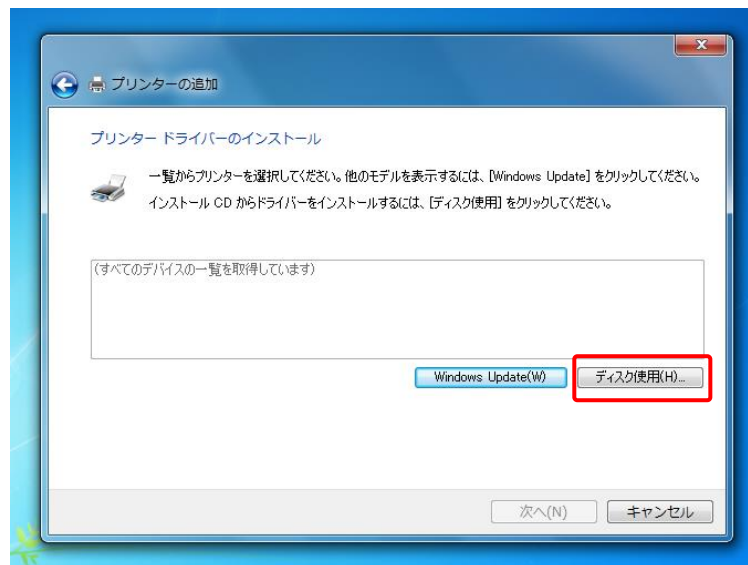 プリンターの追加
プリンター ドライバーのインストール
一覧からプリンターを選択してください。他のモデルを表示するには、[Windows Update] をクリックしてください。
インストール CD からドライバーをインストールするには、[ディスク使用] をクリックしてください。
(すべてのデバイスの一覧を取得しています)
Windows Update(W)
ディスク使用(H)...
次へ(N)
キャンセル